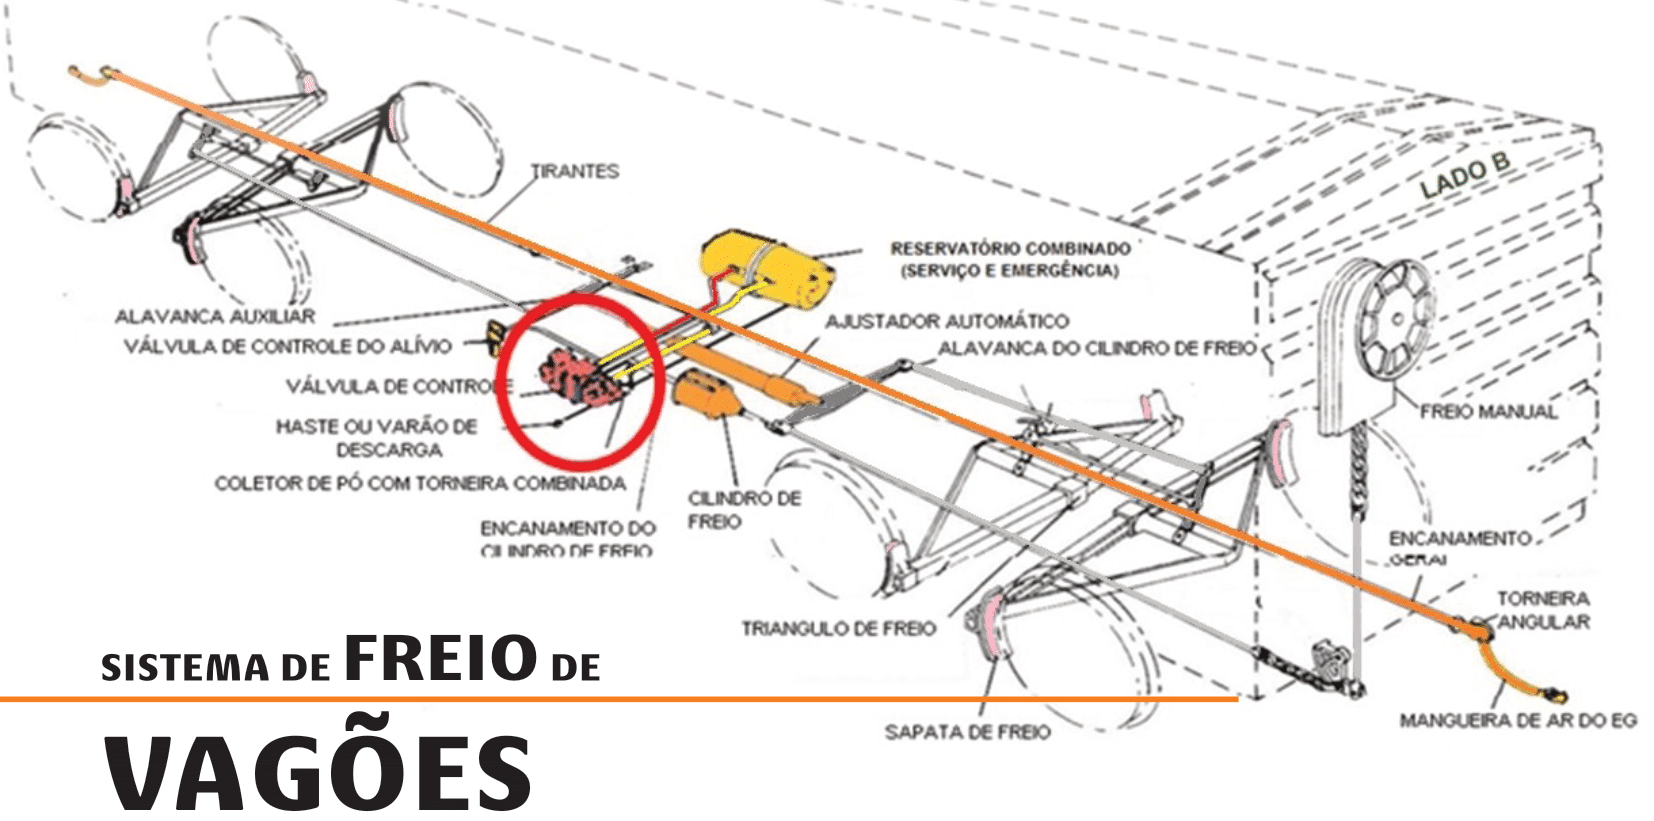 LADO B
TIRANTES
RESERVATÓRIO COMBINADO
(SERVIÇO E EMERGÊNCIA)
ALAVANCA AUXILIAR
AJUSTADOR AUTOMÁTICO
VÁLVULA DE CONTROLE DO ALÍVIO
ALAVANCA DO CILINDRO DE FREIO
VÁLVULA DE CONTROLE
FREIO MANUAL
HASTE OU VARÃO DE
DESCARGA
COLETOR DE PÓ COM TORNEIRA COMBINADA
CILINDRO DE
FREIO
ENCANAMENTO DO
CILINDRO DE FREIO
ENCANAMENTO
GERAL
TORNEIRA
ANGULAR
TRIANGULO DE FREIO
SAPATA DE FREIO
MANGUEIRA DE AR DO EG
SISTEMA DE FREIO DE
VAGÕES